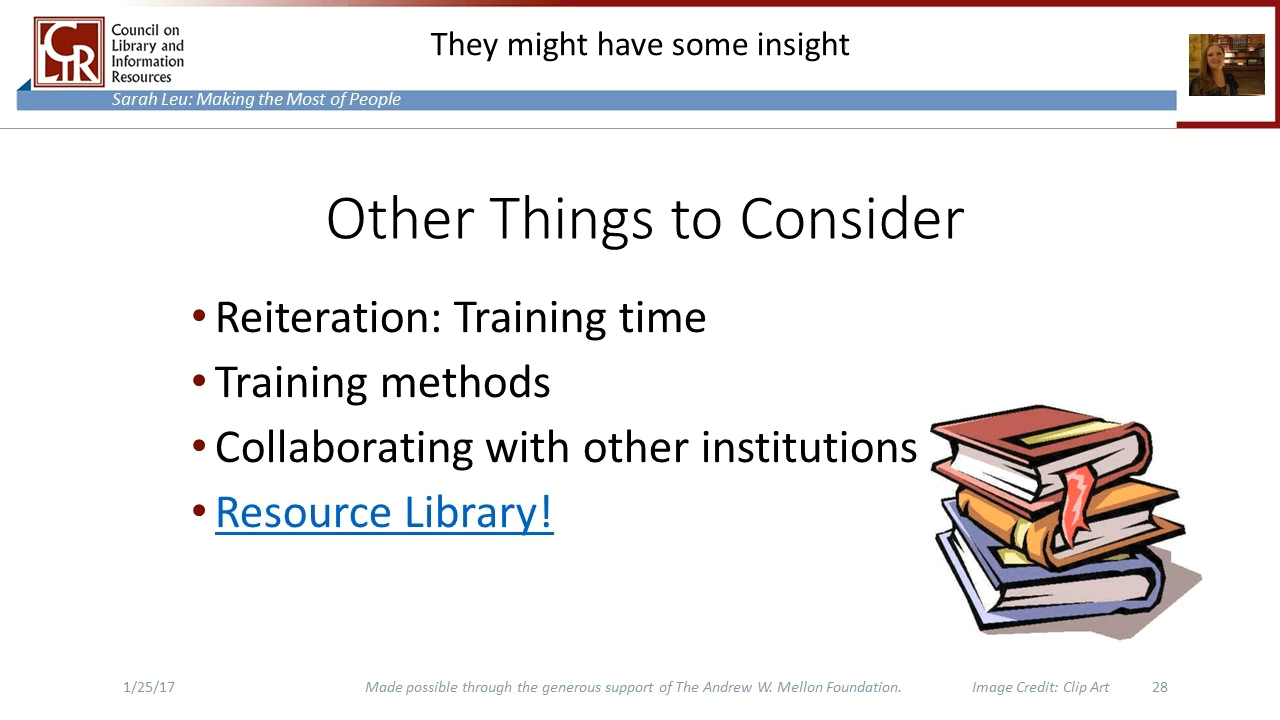 CLIR
Council on
Library and
Information
Resources
They might have some insight
Sarah Leu: Making the Most of People
Other Things to Consider
• Reiteration: Training time
• Training methods
• Collaborating with other institutions
• Resource Library!
1/25/17 Made possible through the generous support of The Andrew W. Mellon Foundation. Image Credit: Clip Art 28